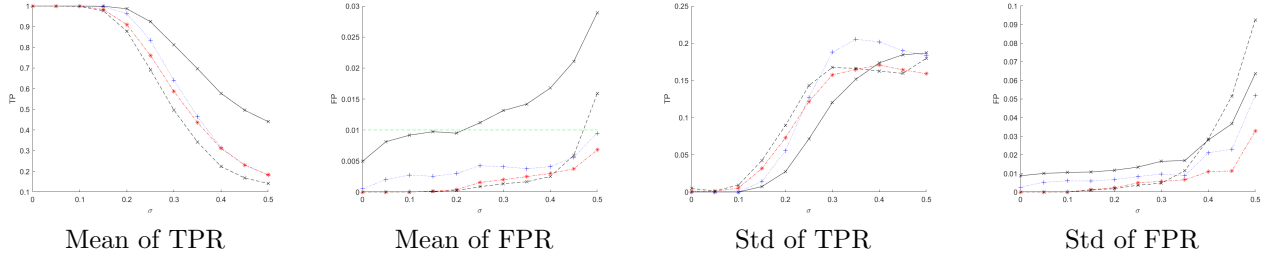 1
0.9
0.8
0.7
0.6
0.5
0.4
0.3
0.2
0.1
TP
0 0.1 0.2 0.3 0.4 0.5
σ
Mean of TPR
0.03
0.025
0.02
0.015
0.01
0.005
0
FP
0 0.1 0.2 0.3 0.4 0.5
σ
Mean of FPR
0.25
0.2
0.15
0.1
0.05
0
TP
0 0.1 0.2 0.3 0.4 0.5
σ
Std of TPR
0.1
0.09
0.08
0.07
0.06
0.05
0.04
0.03
0.02
0.01
0
FP
0 0.1 0.2 0.3 0.4 0.5
σ
Std of FPR